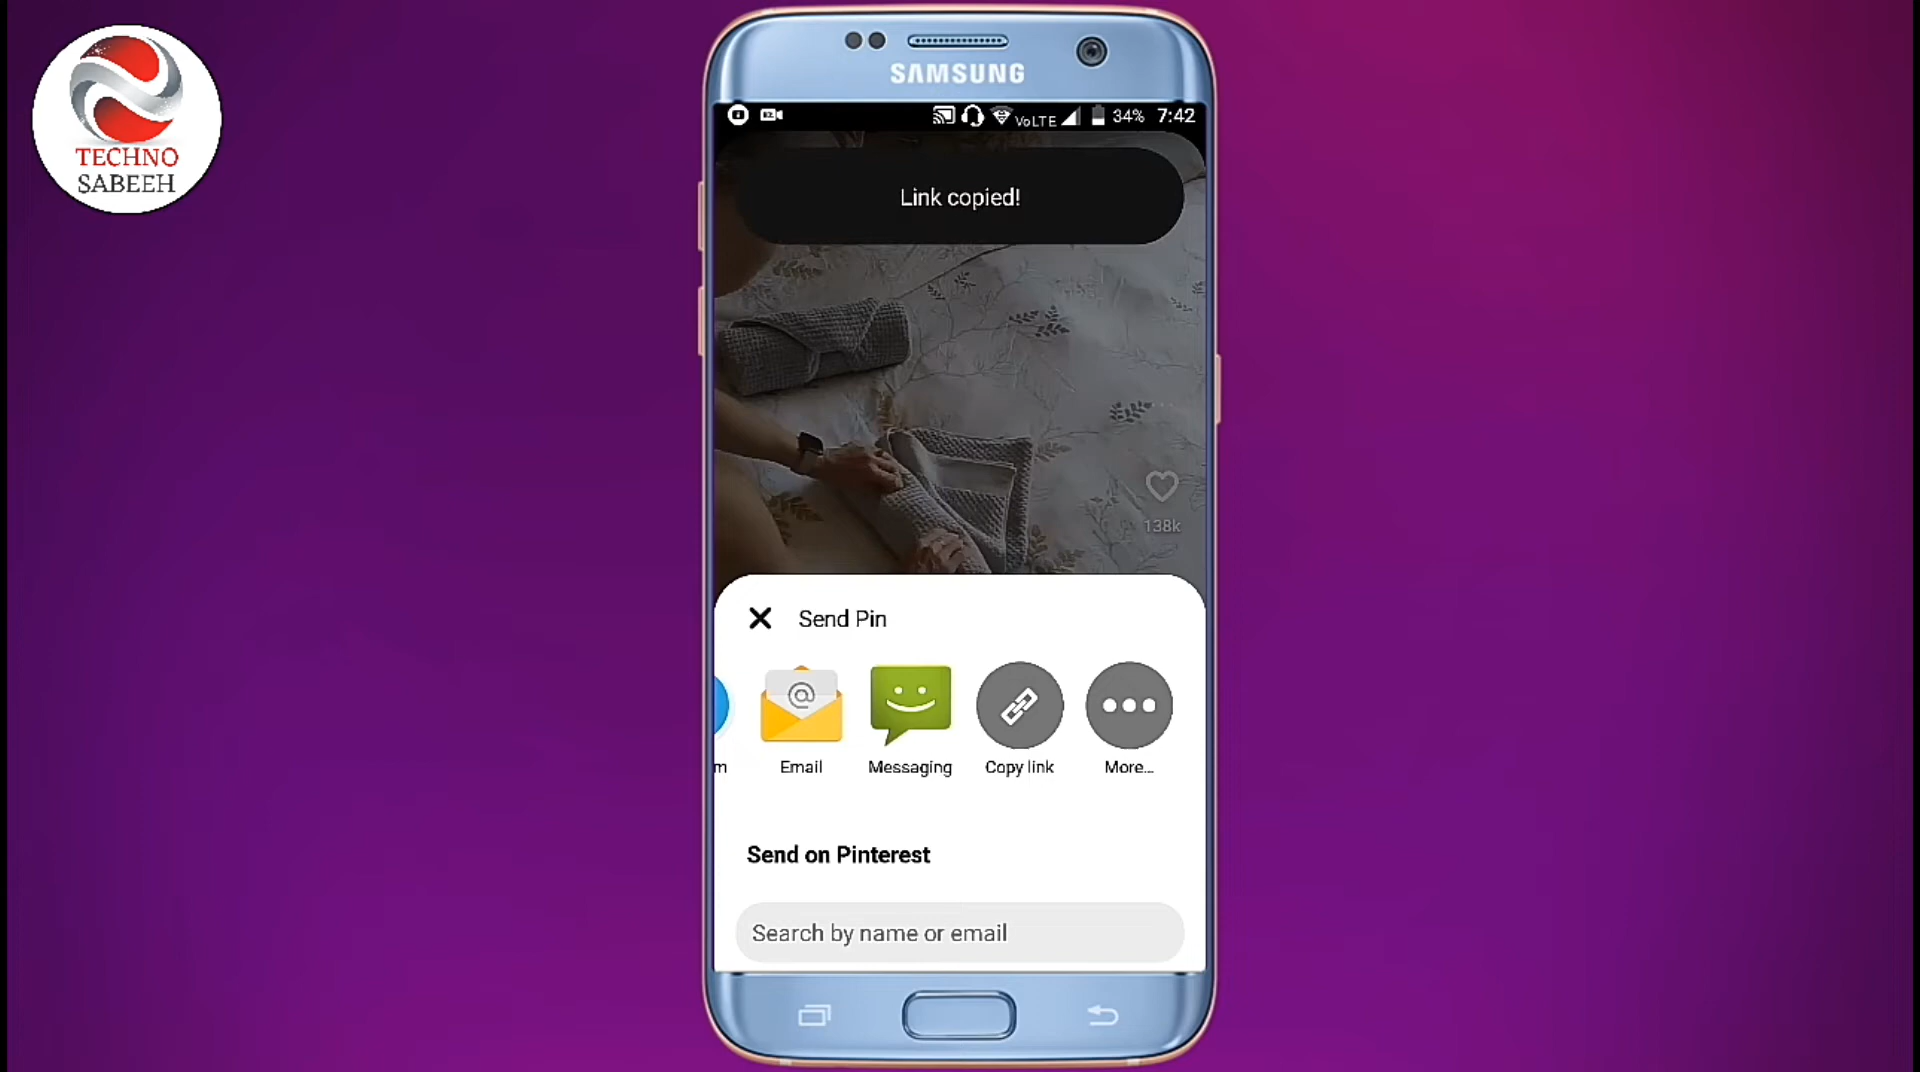 TECHNO
SABEEH
SAMSUNG
VoLTE 34% 7:42
Link copied!
138k
Send Pin
m
Email
Messaging
Copy link
More...
Send on Pinterest
Search by name or email